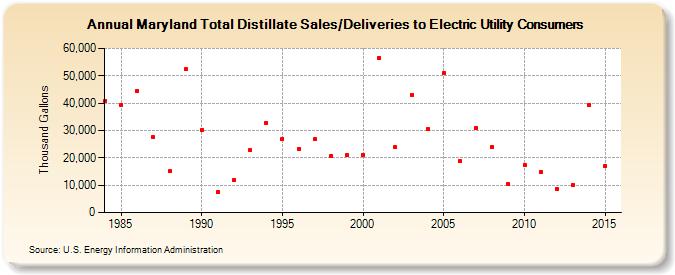 Annual Maryland Total Distillate Sales/Deliveries to Electric Utility Consumers
Thousand Gallons
60,000
50,000
40,000
30,000
20,000
10,000
0
1985 1990 1995 2000 2005 2010 2015
Source: U.S. Energy Information Administration